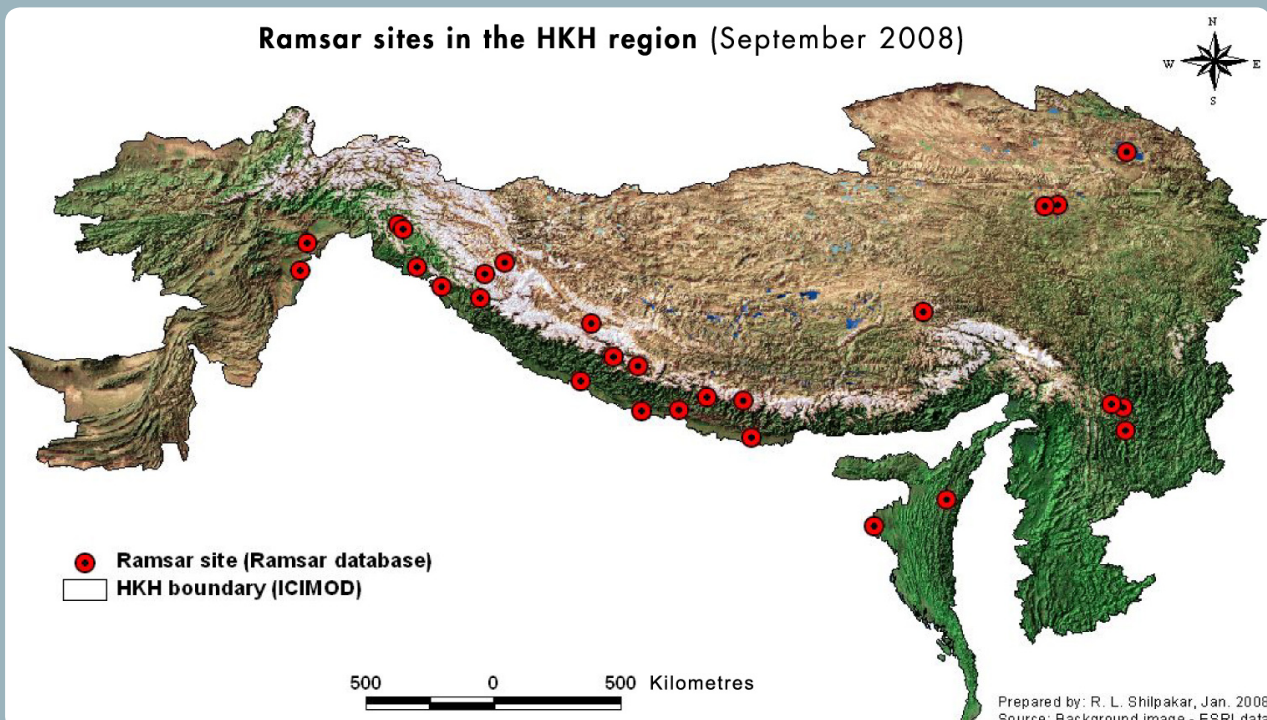 Ramsar sites in the HKH region (September 2008)
N
W E
S
Ramsar site (Ramsar database)
HKH boundary (ICIMOD)
500 0 500 Kilometres
Prepared by: R. L. Shilpakar, Jan. 2008
Source: Background image - ESRI data